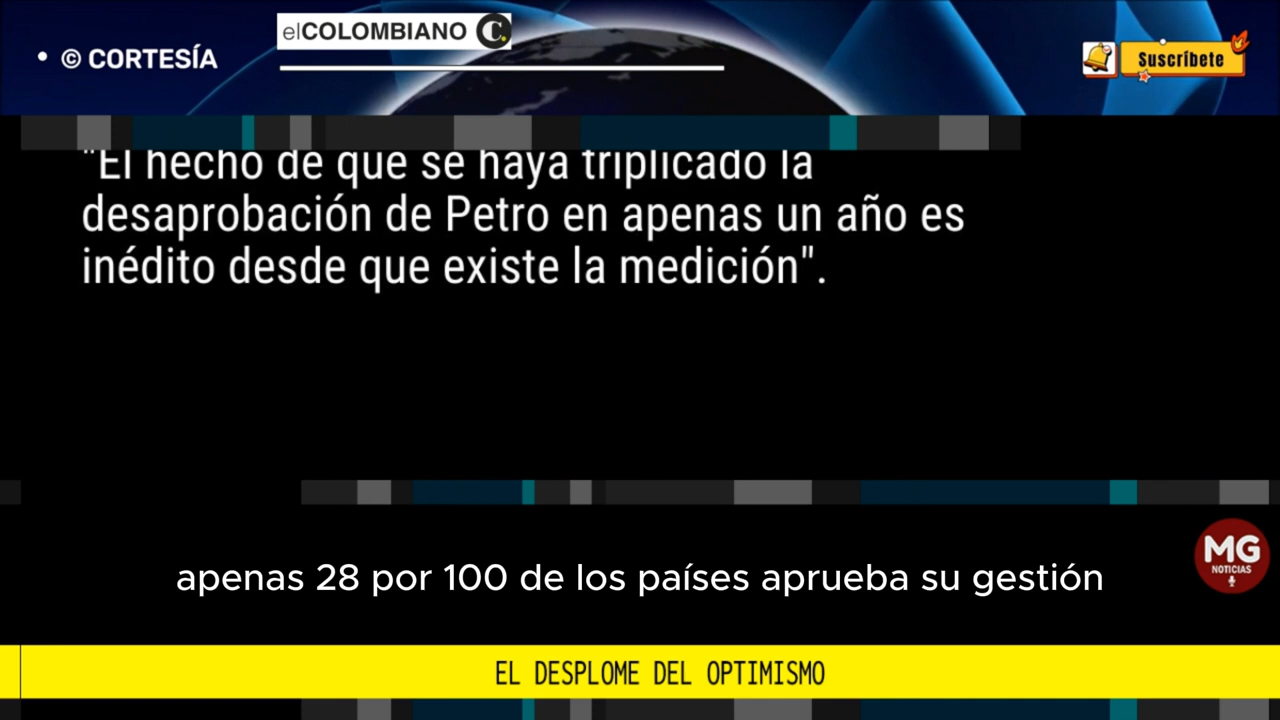 • © CORTESÍA
elCOLOMBIANO C.
Suscríbete
"El hecho de que se haya triplicado la
desaprobación de Petro en apenas un año es
inédito desde que existe la medición".
apenas 28 por 100 de los países aprueba su gestión
MG
NOTICIAS
EL DESPLOME DEL OPTIMISMO